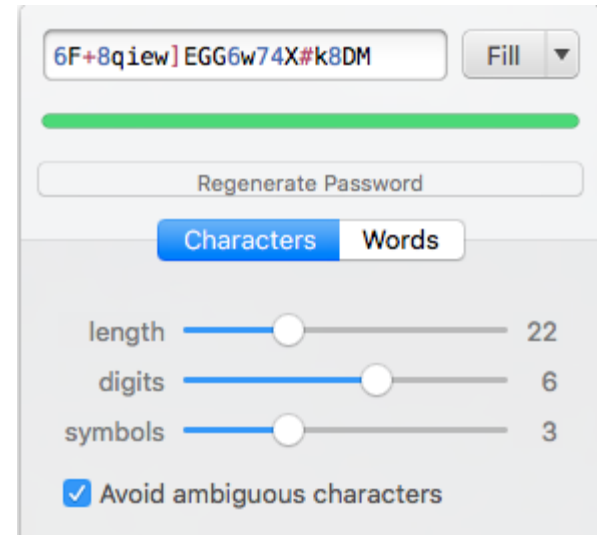 6F+8qiew]EGG6w74X#k8DM Fill
Regenerate Password
Characters Words
length 22
digits 6
symbols 3
Avoid ambiguous characters